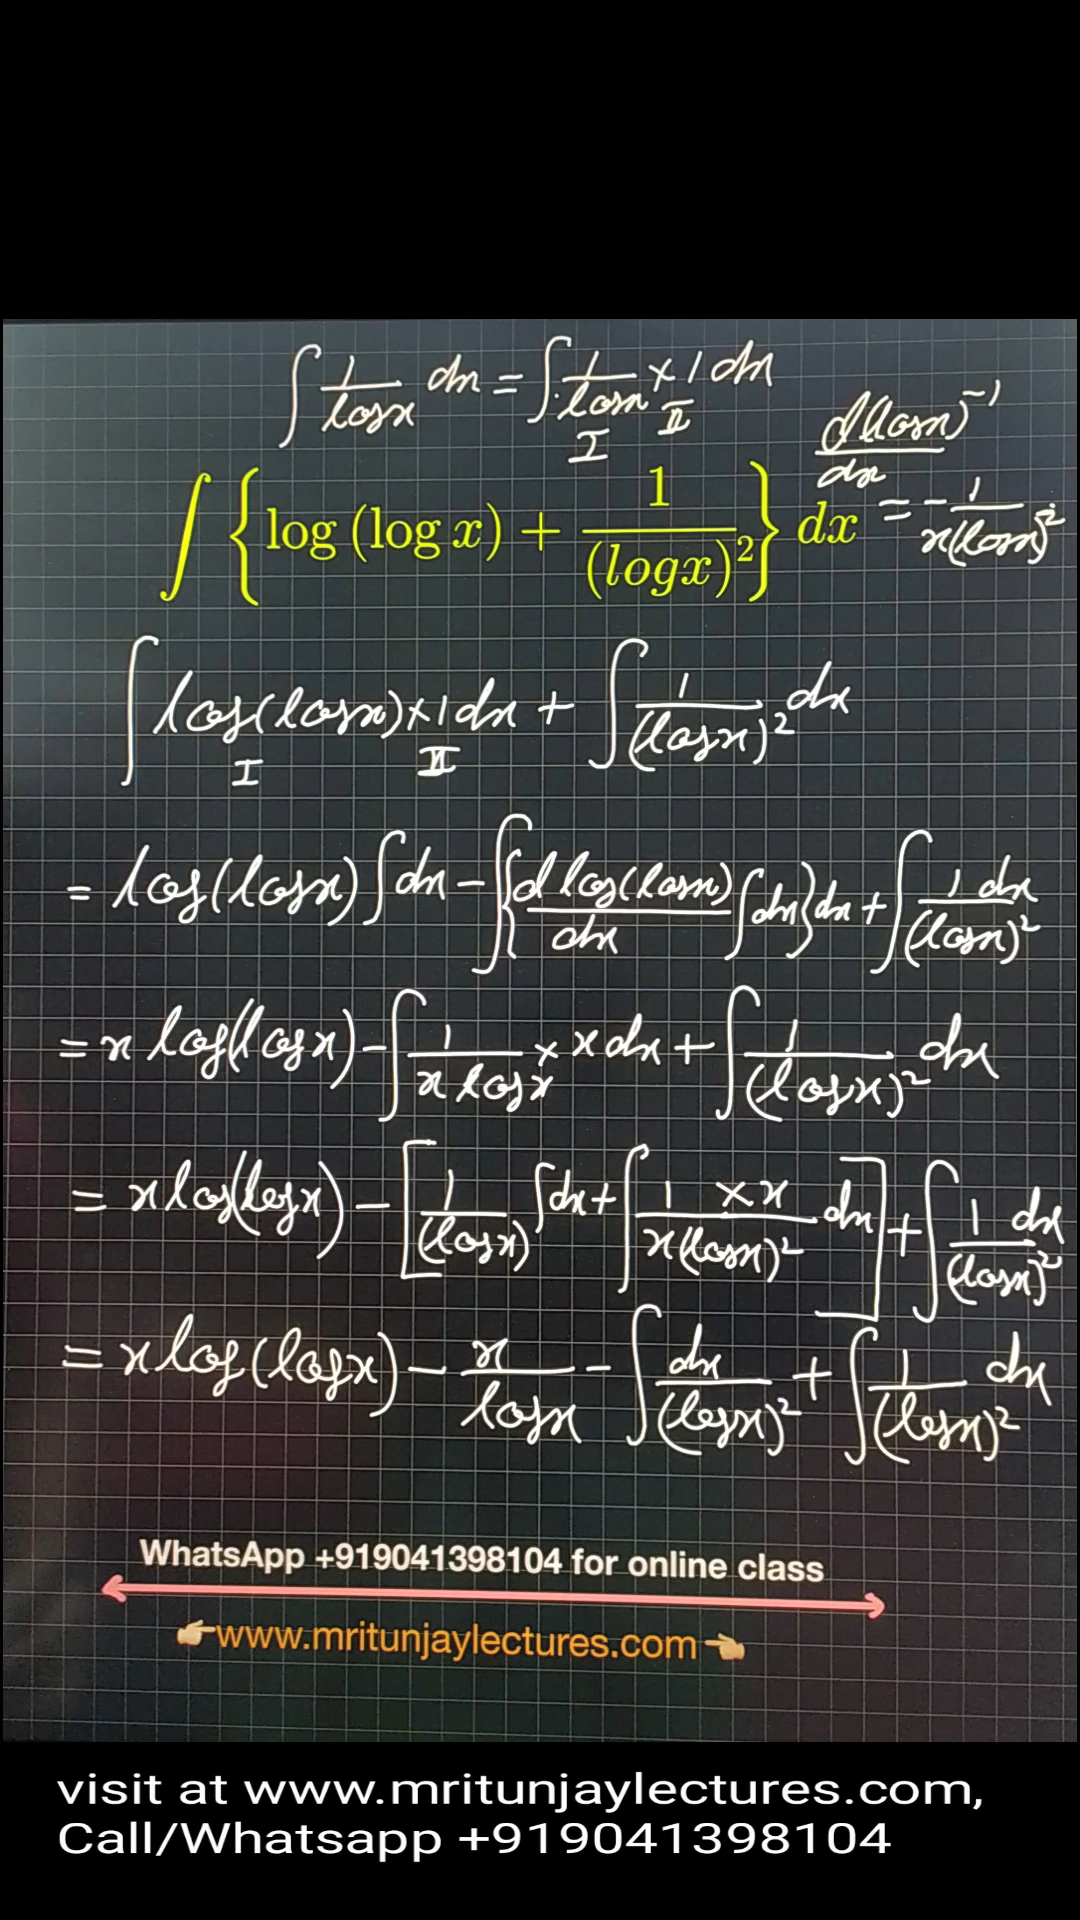 ∫ 1/logx dx = ∫ 1/logx × 1 dx
I II
d(logx)^-1/dx
= -1/x(logx)^2
∫ { log (log x) + 1/(logx)^2 } dx
∫ log(logx) × 1 dx + ∫ 1/(logx)^2 dx
I II
= log(logx) ∫dx - ∫{d log(logx)/dx ∫dx}dx + ∫ 1 dx/(logx)^2
= x log(logx) - ∫ 1/x logx × x dx + ∫ 1/(logx)^2 dx
= x log(logx) - [1/(logx) ∫dx + ∫ 1 × x/x(logx)^2 dx] + ∫ 1 dx/(logx)^2
= x log(logx) - x/logx - ∫ dx/(logx)^2 + ∫ 1/(logx)^2 dx
WhatsApp +919041398104 for online class
👉www.mritunjaylectures.com👈
visit at www.mritunjaylectures.com,
Call/Whatsapp +919041398104